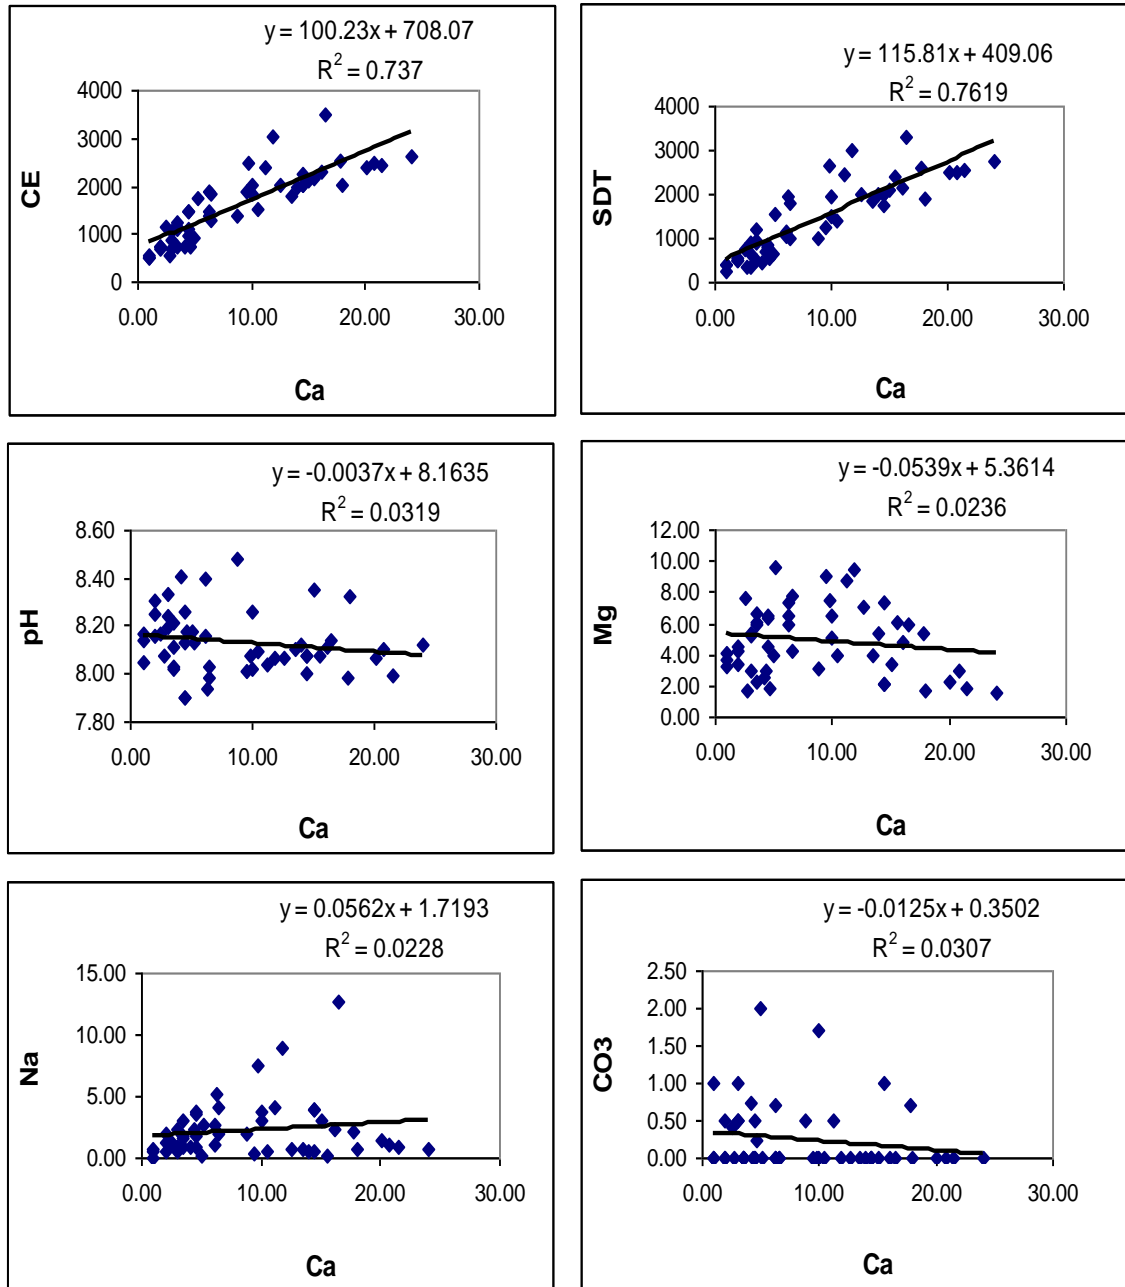 y = 100.23x + 708.07
R² = 0.737
4000
3000
2000
1000
0
CE
0.00 10.00 20.00 30.00
Ca
y = 115.81x + 409.06
R² = 0.7619
4000
3000
2000
1000
0
SDT
0.00 10.00 20.00 30.00
Ca
y = -0.0037x + 8.1635
R² = 0.0319
8.60
8.40
8.20
8.00
7.80
pH
0.00 10.00 20.00 30.00
Ca
y = -0.0539x + 5.3614
R² = 0.0236
12.00
10.00
8.00
6.00
4.00
2.00
0.00
Mg
0.00 10.00 20.00 30.00
Ca
y = 0.0562x + 1.7193
R² = 0.0228
15.00
10.00
5.00
0.00
Na
0.00 10.00 20.00 30.00
Ca
y = -0.0125x + 0.3502
R² = 0.0307
2.50
2.00
1.50
1.00
0.50
0.00
CO3
0.00 10.00 20.00 30.00
Ca